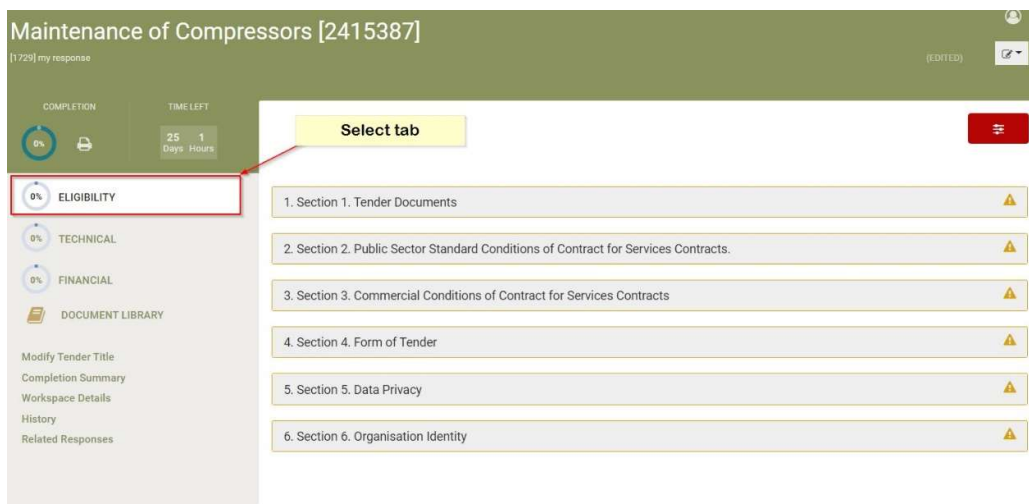 Maintenance of Compressors [2415387]
[1729] my response
(EDITED)
COMPLETION
TIME LEFT
0%
25 1
Days Hours
Select tab
0% ELIGIBILITY
0% TECHNICAL
0% FINANCIAL
DOCUMENT LIBRARY
Modify Tender Title
Completion Summary
Workspace Details
History
Related Responses
1. Section 1. Tender Documents
2. Section 2. Public Sector Standard Conditions of Contract for Services Contracts.
3. Section 3. Commercial Conditions of Contract for Services Contracts
4. Section 4. Form of Tender
5. Section 5. Data Privacy
6. Section 6. Organisation Identity